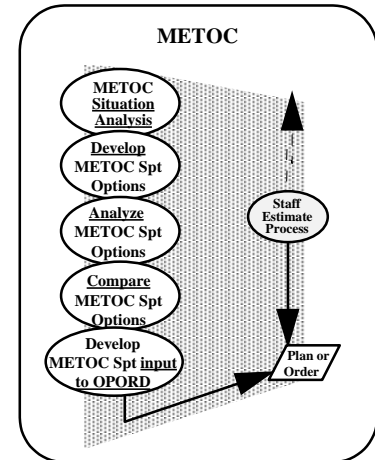 METOC
METOC
Situation
Analysis
Develop
METOC Spt
Options
Analyze
METOC Spt
Options
Compare
METOC Spt
Options
Develop
METOC Spt input
to OPORD
Staff
Estimate
Process
Plan or
Order